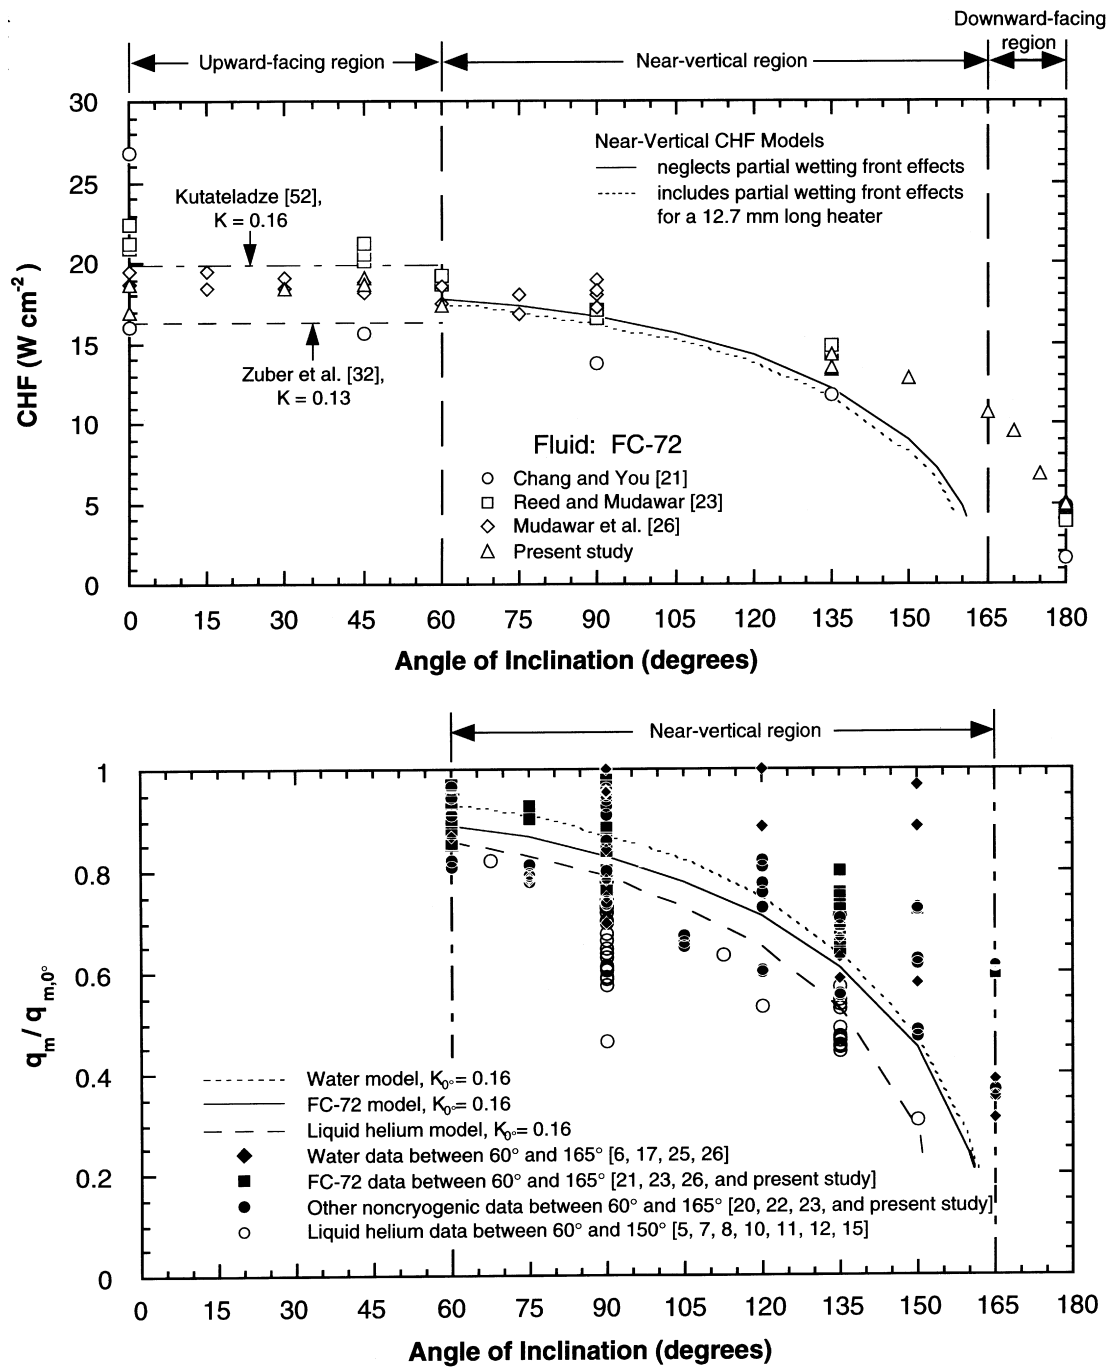 Downward-facing
region
Upward-facing region
Near-vertical region
30
25
20
15
10
5
0
CHF (W cm-2)
Near-Vertical CHF Models
neglects partial wetting front effects
includes partial wetting front effects
for a 12.7 mm long heater
Kutateladze [52],
K = 0.16
Zuber et al. [32],
K = 0.13
Fluid: FC-72
Chang and You [21]
Reed and Mudawar [23]
Mudawar et al. [26]
Present study
0 15 30 45 60 75 90 105 120 135 150 165 180
Angle of Inclination (degrees)
Near-vertical region
1
0.8
0.6
0.4
0.2
0
qm/ qm,0°
Water model, K0°= 0.16
FC-72 model, K0°= 0.16
Liquid helium model, K0°= 0.16
Water data between 60° and 165° [6, 17, 25, 26]
FC-72 data between 60° and 165° [21, 23, 26, and present study]
Other noncryogenic data between 60° and 165° [20, 22, 23, and present study]
Liquid helium data between 60° and 150° [5, 7, 8, 10, 11, 12, 15]
0 15 30 45 60 75 90 105 120 135 150 165 180
Angle of Inclination (degrees)